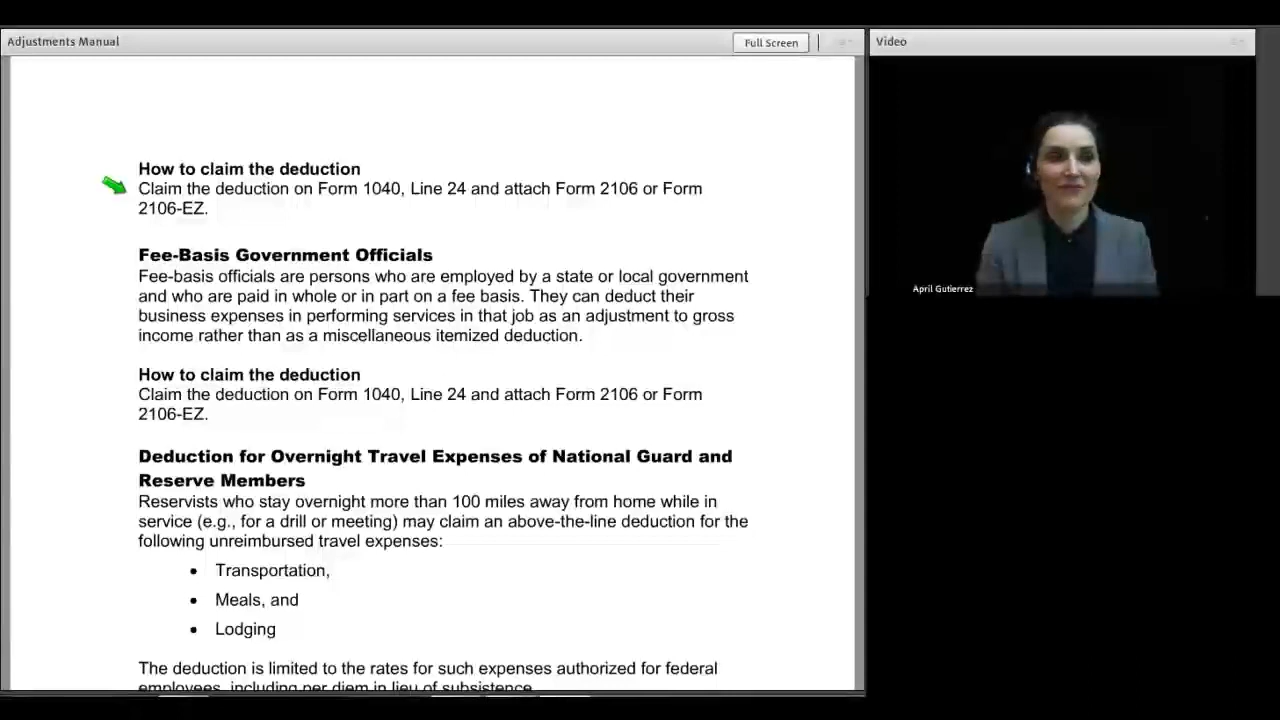 Adjustments Manual
Full Screen
Video
How to claim the deduction
Claim the deduction on Form 1040, Line 24 and attach Form 2106 or Form
2106-EZ.
Fee-Basis Government Officials
Fee-basis officials are persons who are employed by a state or local government
and who are paid in whole or in part on a fee basis. They can deduct their
business expenses in performing services in that job as an adjustment to gross
income rather than as a miscellaneous itemized deduction.
How to claim the deduction
Claim the deduction on Form 1040, Line 24 and attach Form 2106 or Form
2106-EZ.
Deduction for Overnight Travel Expenses of National Guard and
Reserve Members
Reservists who stay overnight more than 100 miles away from home while in
service (e.g., for a drill or meeting) may claim an above-the-line deduction for the
following unreimbursed travel expenses:
• Transportation,
• Meals, and
• Lodging
The deduction is limited to the rates for such expenses authorized for federal
employees, including per diem in lieu of subsistence.
April Gutierrez